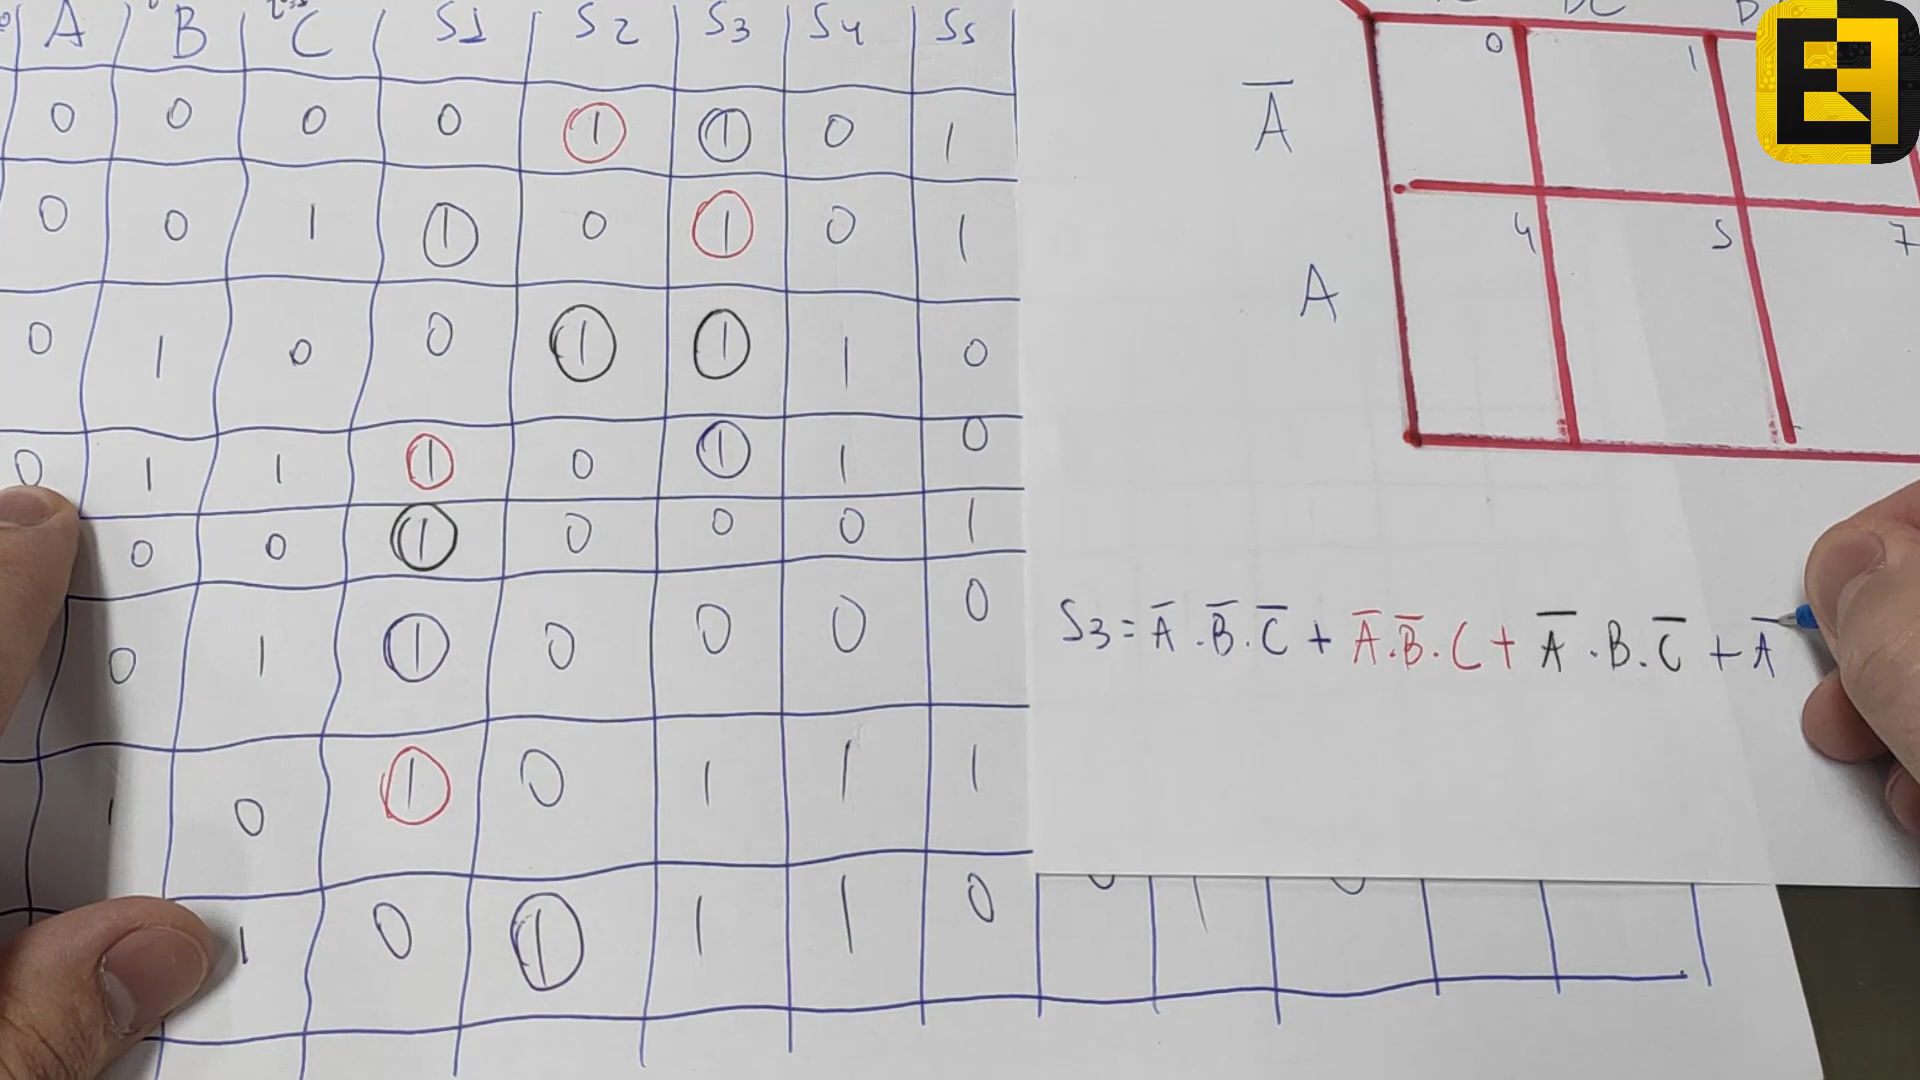 A B C S1 S2 S3 S4 S5
0 0 0 0 1 1 0 1
0 0 1 1 0 1 0 1
0 1 0 0 1 1 1 0
0 1 1 1 0 1 1 0
0 0 1 0 0 0 1
0 1 1 0 0 0 0
1 0 1 0 1 1 1
1 0 1 1 1 0
0 1
A̅
4 5 7
A
S3 = A̅ . B̅ . C̅ + A̅ . B̅ . C + A̅ . B . C̅ + A̅
EF